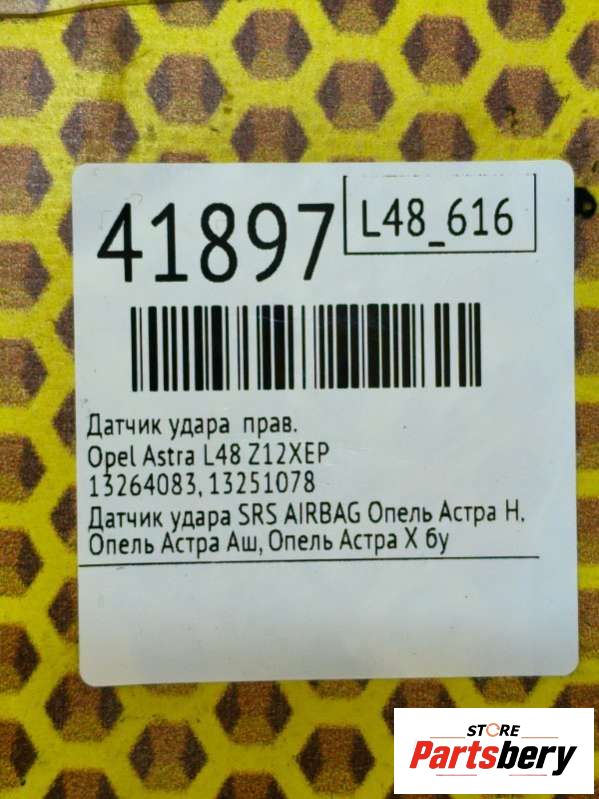 41897
L48_616
Датчик удара прав.
Opel Astra L48 Z12XEP
13264083, 13251078
Датчик удара SRS AIRBAG Опель Астра Н,
Опель Астра Аш, Опель Астра Х бу
STORE
Partsbery